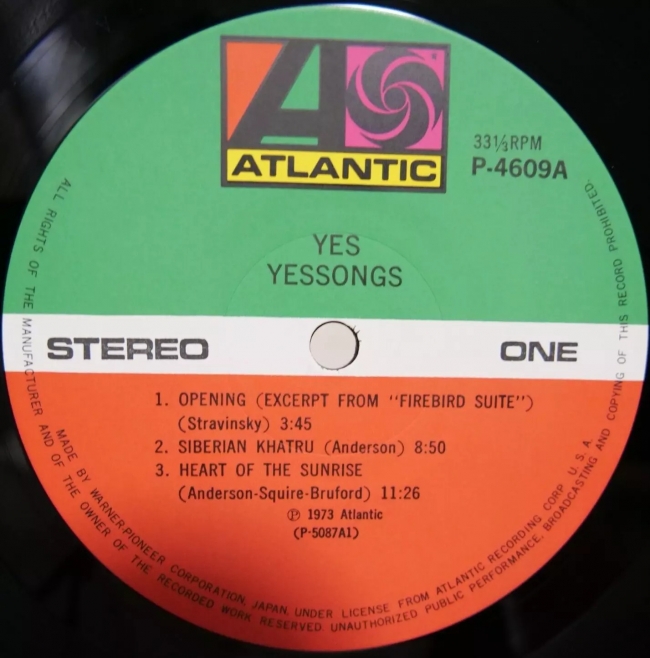 ATLANTIC
33⅓RPM
P-4609A
YES
YESSONGS
STEREO
ONE
1. OPENING (EXCERPT FROM "FIREBIRD SUITE")
(Stravinsky) 3:45
2. SIBERIAN KHATRU (Anderson) 8:50
3. HEART OF THE SUNRISE
(Anderson-Squire-Bruford) 11:26
Ⓟ 1973 Atlantic
(P-5087A1)
MADE BY WARNER-PIONEER CORPORATION, JAPAN, UNDER LICENSE FROM ATLANTIC RECORDING CORP. U.S.A.
ALL RIGHTS OF THE MANUFACTURER AND OF THE OWNER OF THE RECORDED WORK RESERVED UNAUTHORIZED PUBLIC PERFORMANCE, BROADCASTING AND COPYING OF THIS RECORD PROHIBITED.